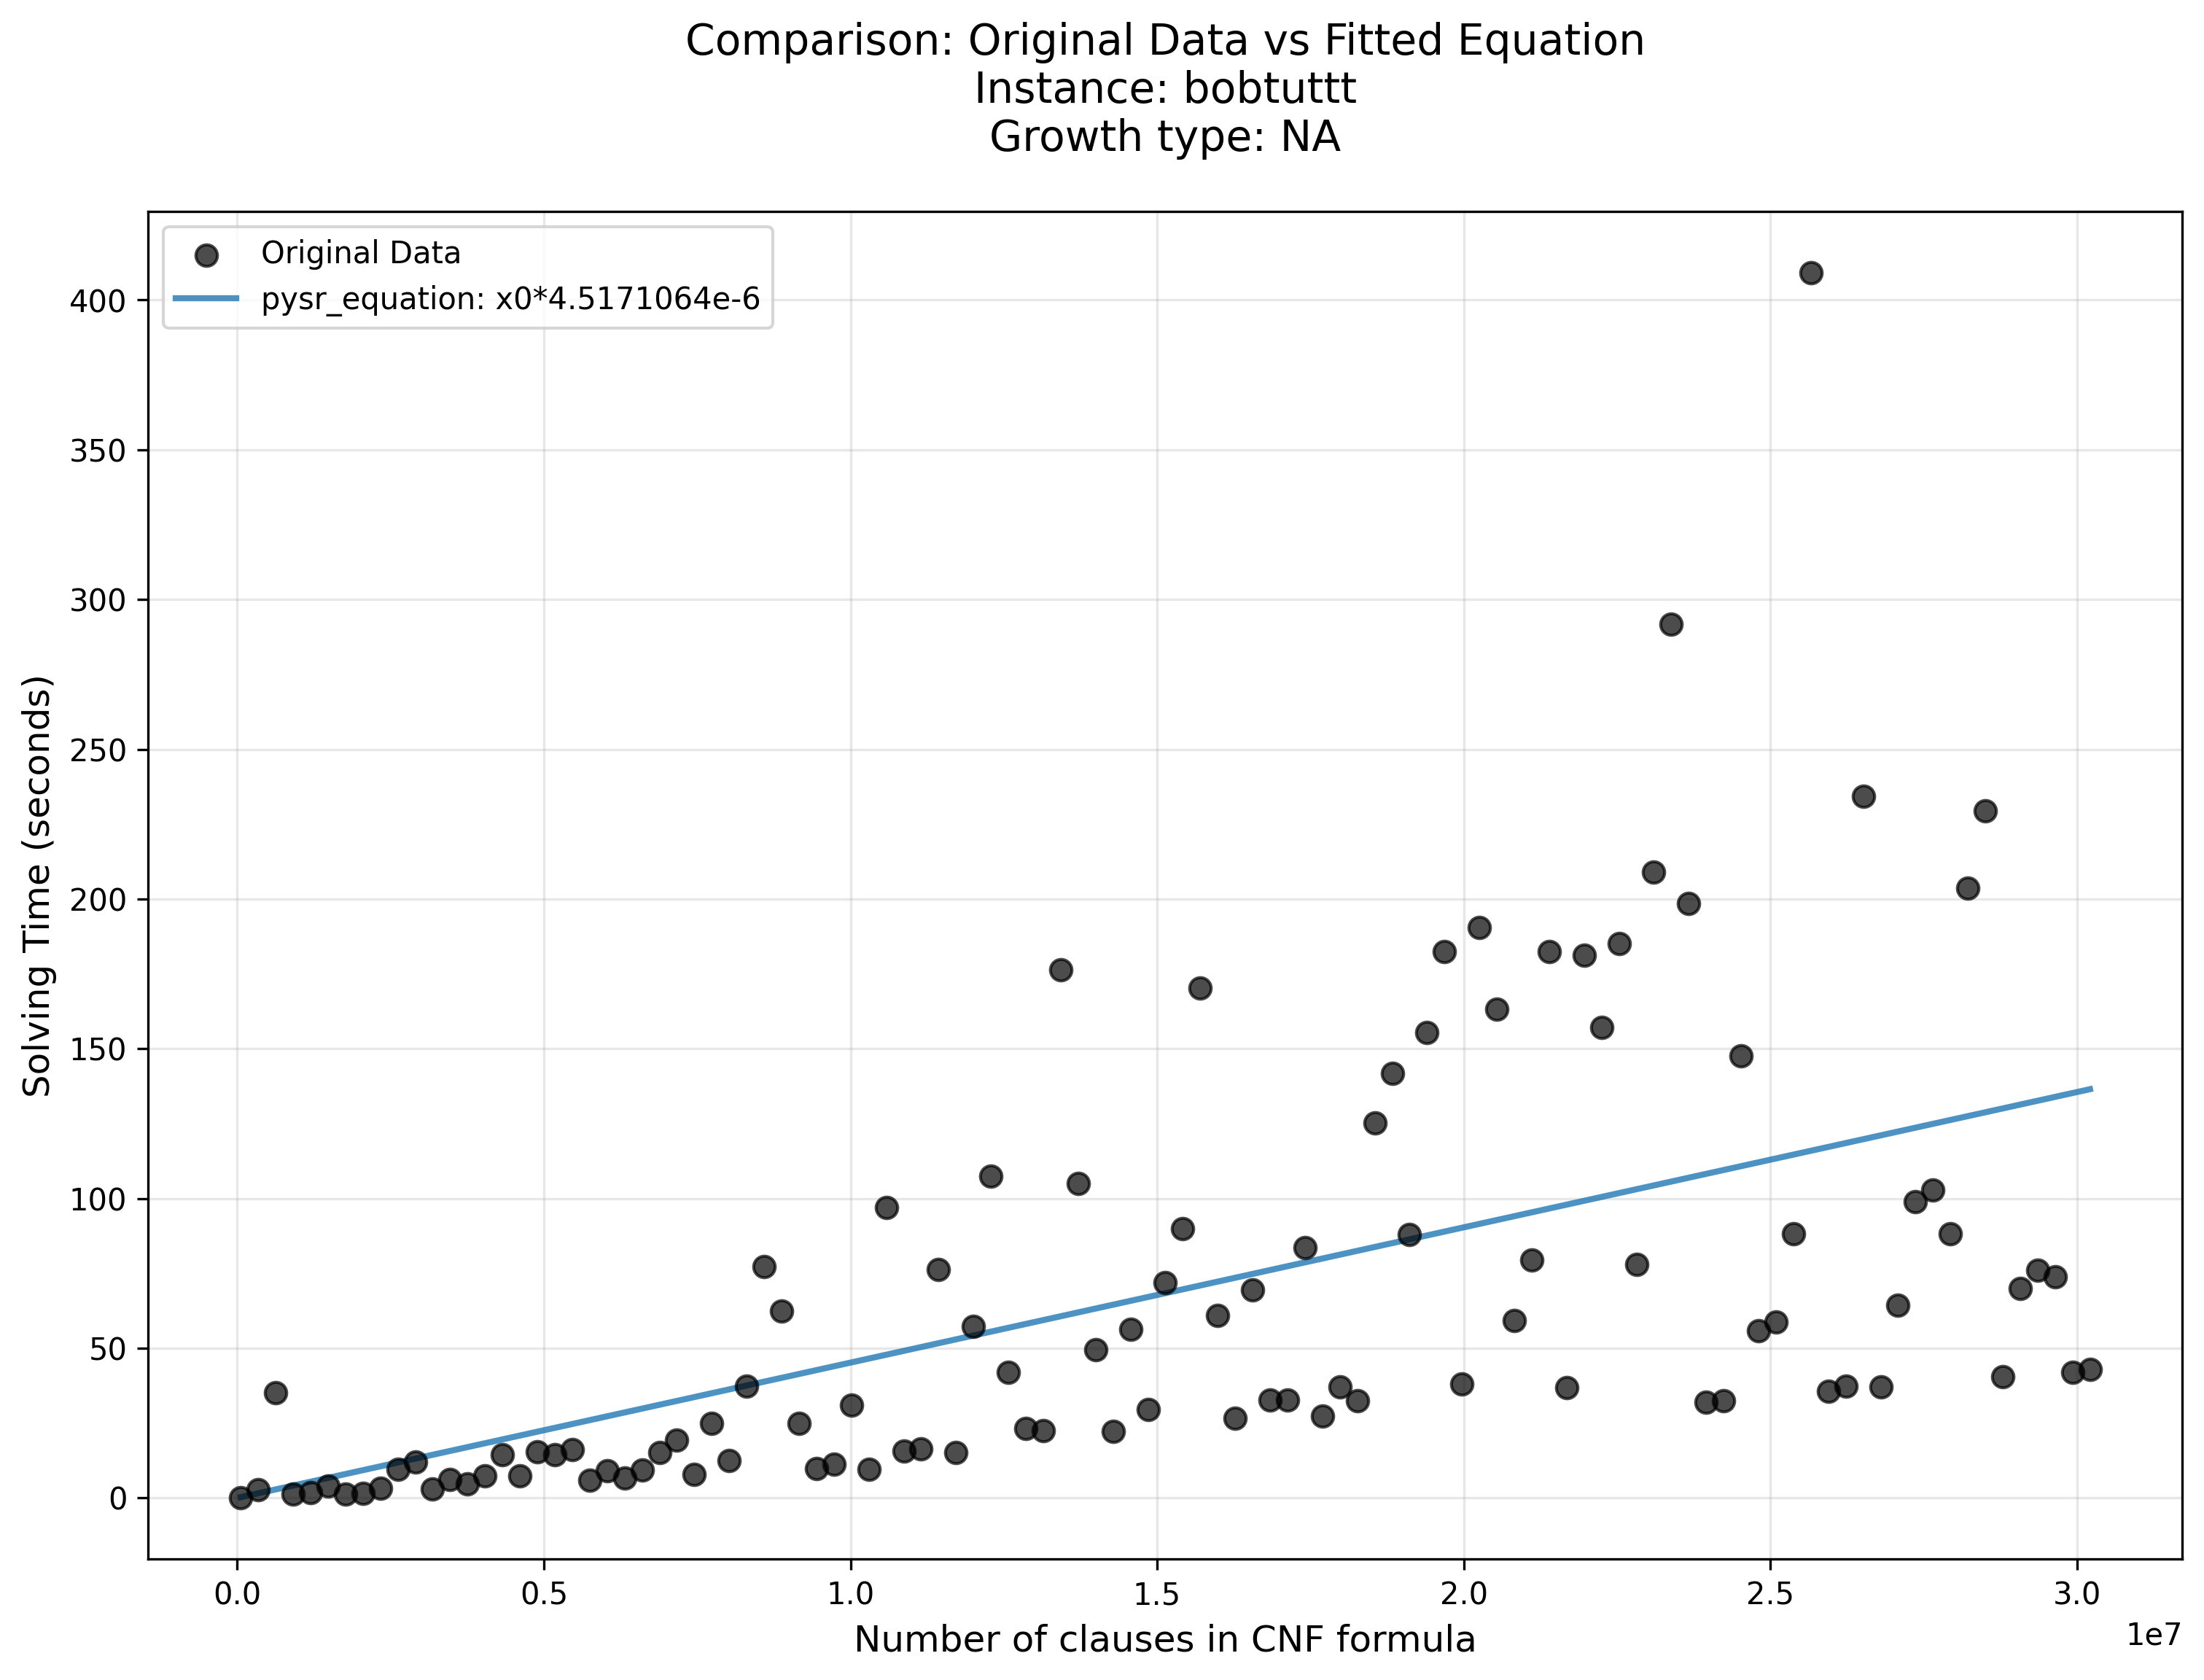 Comparison: Original Data vs Fitted Equation
Instance: bobtuttt
Growth type: NA
Original Data
pysr_equation: x0*4.5171064e-6
Solving Time (seconds)
400
350
300
250
200
150
100
50
0
0.0 0.5 1.0 1.5 2.0 2.5 3.0
1e7
Number of clauses in CNF formula